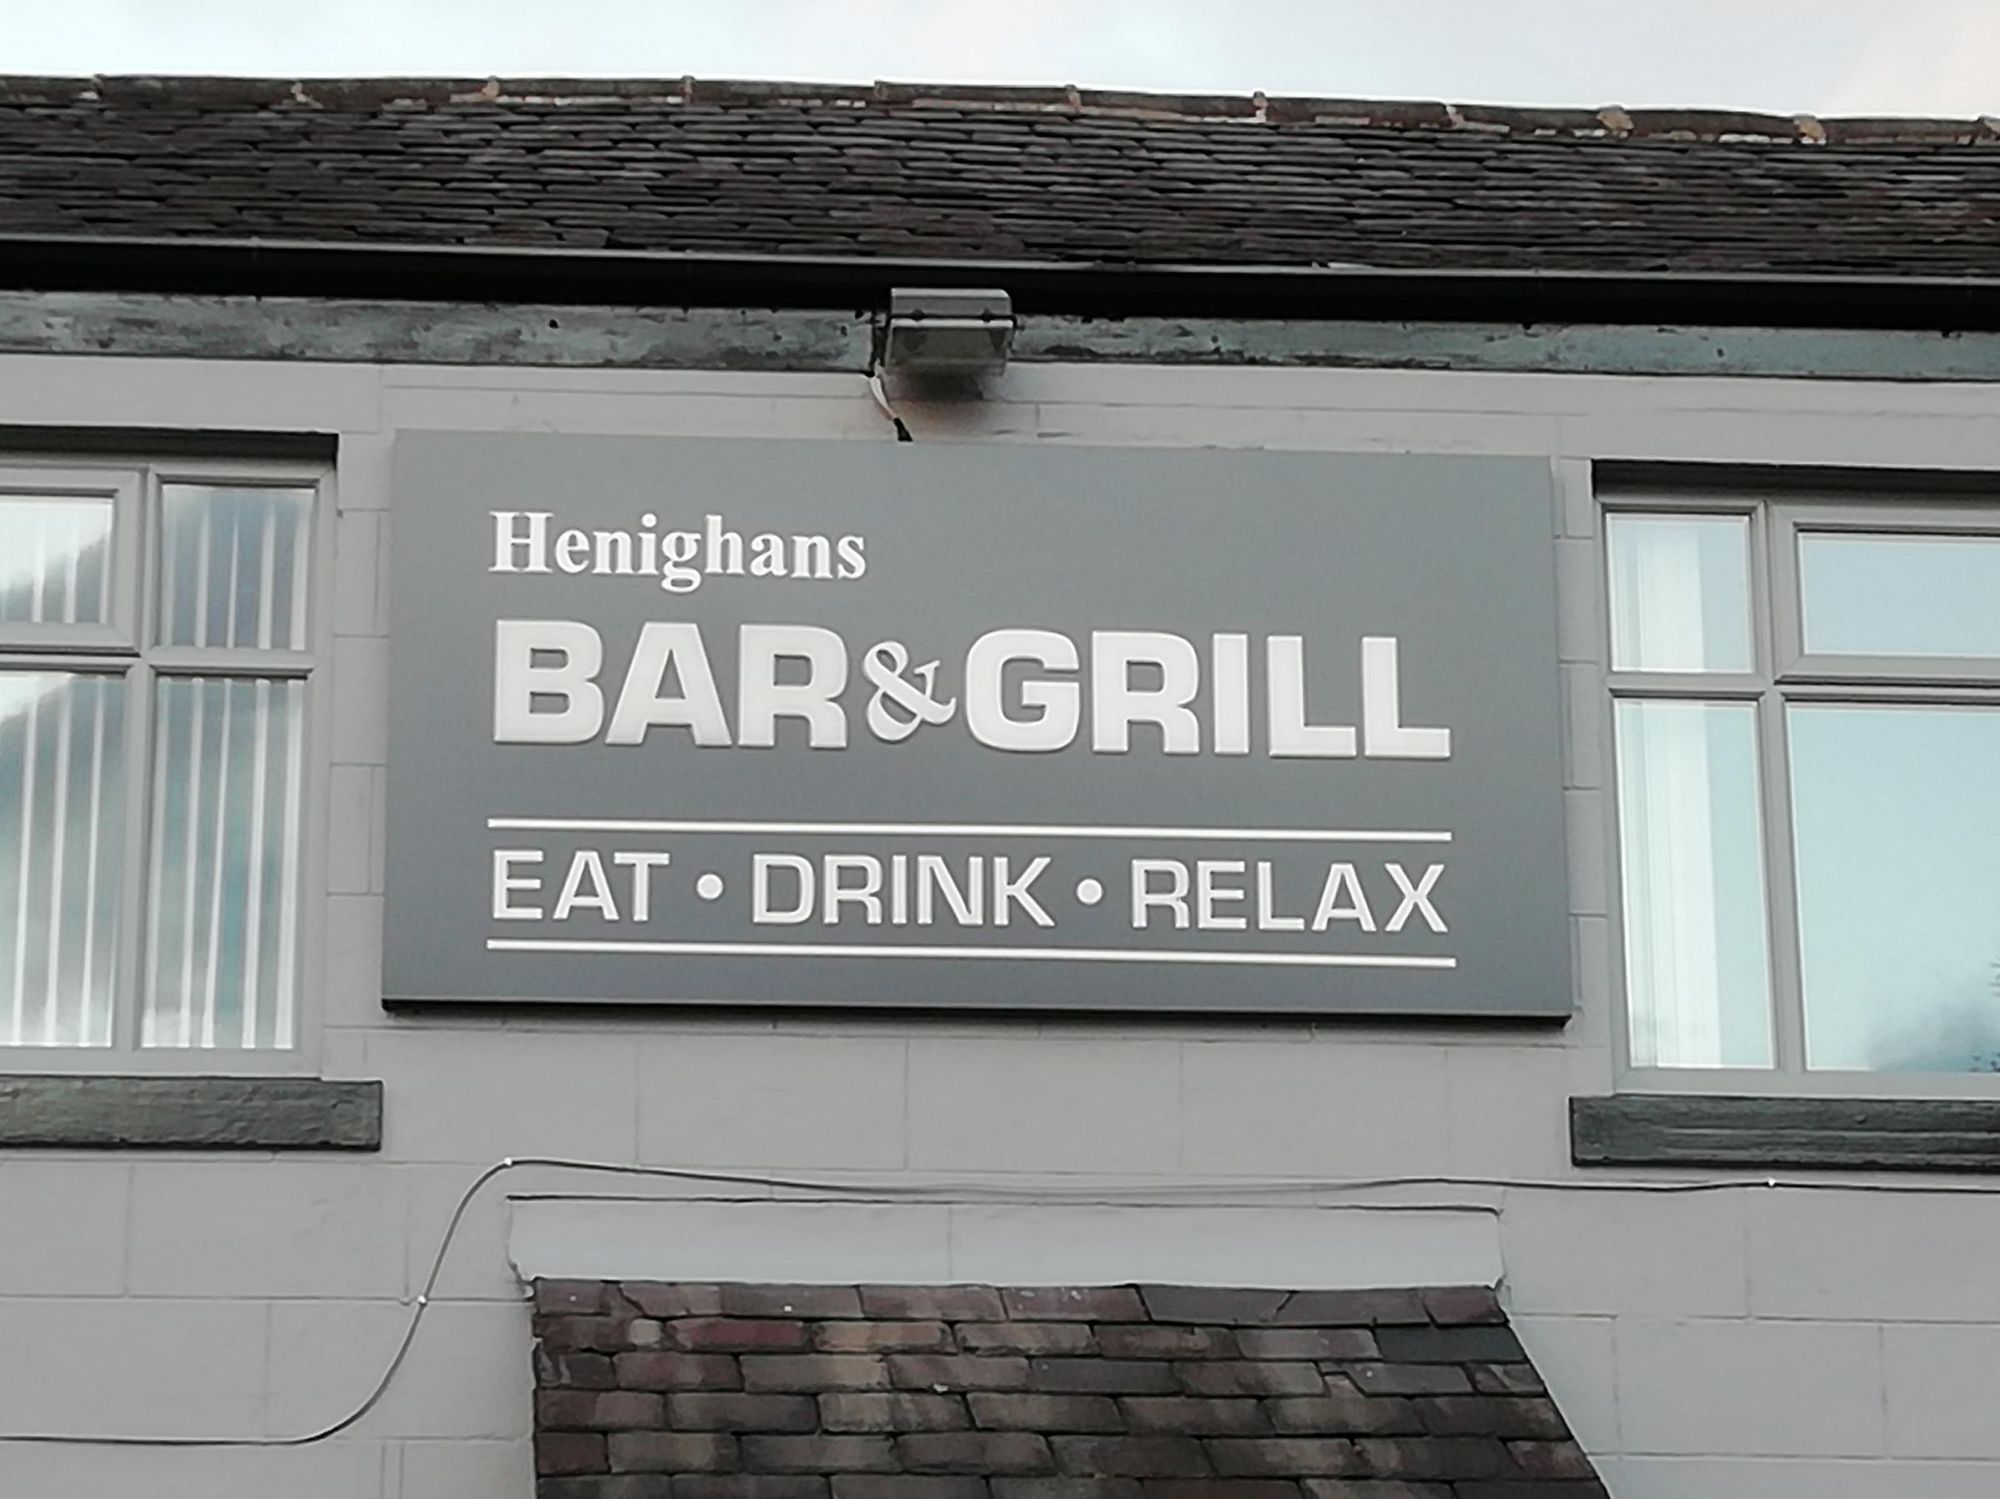 Henighans
BAR & GRILL
EAT • DRINK • RELAX